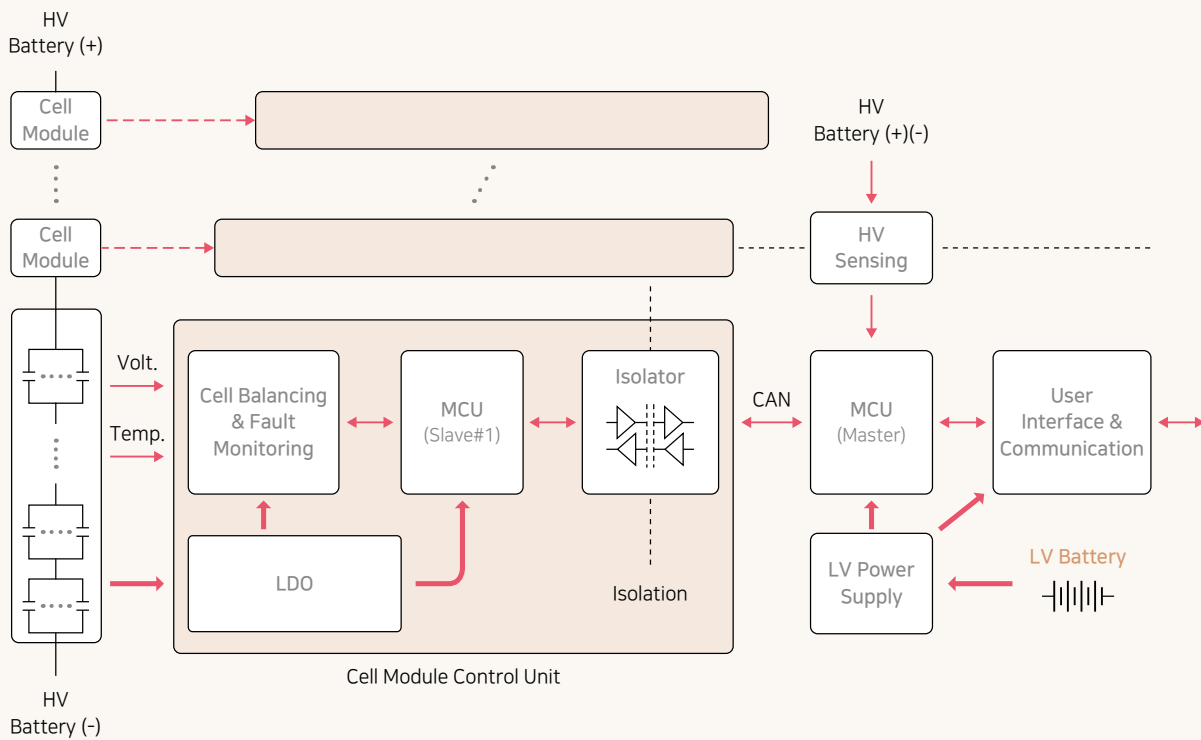 HV
Battery (+)
Cell
Module
HV
Battery (+)(-)
Cell
Module
HV
Sensing
Volt.
Temp.
Cell Balancing
& Fault
Monitoring
MCU
(Slave#1)
Isolator
CAN
MCU
(Master)
User
Interface &
Communication
LDO
Isolation
LV Power
Supply
LV Battery
Cell Module Control Unit
HV
Battery (-)